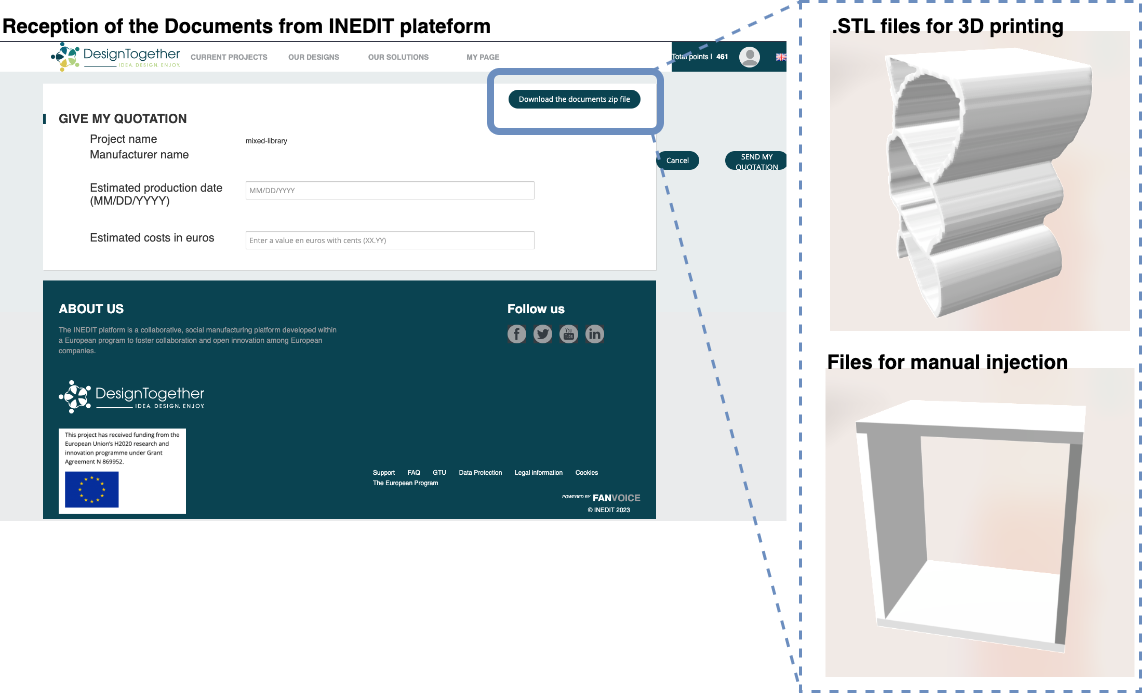 Reception of the Documents from INEDIT plateform
DesignTogether
IDEA. DESIGN. ENJOY
CURRENT PROJECTS OUR DESIGNS OUR SOLUTIONS MY PAGE
Total points I 461
Download the documents zip file
GIVE MY QUOTATION
Project name mixed-library
Manufacturer name
Cancel
SEND MY
QUOTATION
Estimated production date
(MM/DD/YYYY)
MM/DD/YYYY
Estimated costs in euros
Enter a value en euros with cents (XX.YY)
ABOUT US
The INEDIT platform is a collaborative, social manufacturing platform developed within
a European program to foster collaboration and open innovation among European
companies.
Follow us
f You Tube in
DesignTogether
IDEA. DESIGN. ENJOY
This project has received funding from the
European Union's H2020 research and
innovation programme under Grant
Agreement N 869952.
Support FAQ GTU Data Protection Legal information Cookies
The European Program
POWERED BY FANVOICE
© INEDIT 2023
.STL files for 3D printing
Files for manual injection